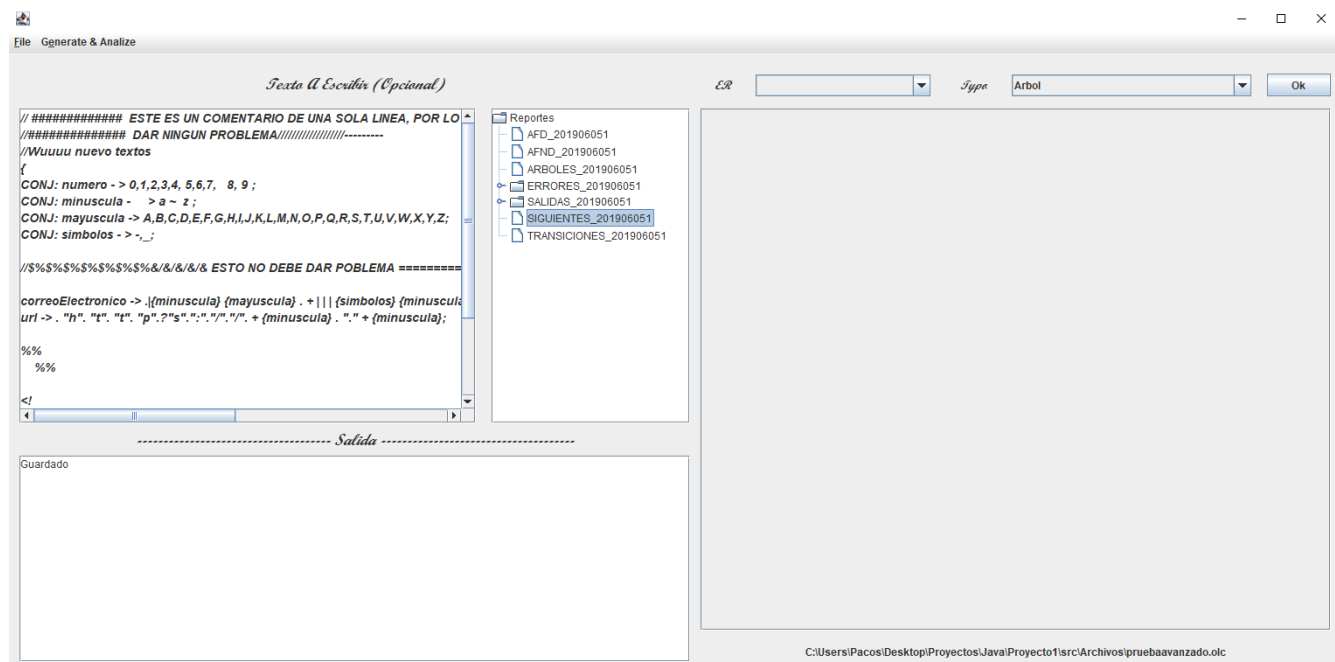 File Generate & Analize
Texto A Escribir (Opcional)
ER
Type Arbol Ok
// ############# ESTE ES UN COMENTARIO DE UNA SOLA LINEA, POR LO
//############## DAR NINGUN PROBLEMA///////////////////---------
//Wuuuu nuevo textos
{
CONJ: numero - > 0,1,2,3,4, 5,6,7, 8, 9 ;
CONJ: minuscula - > a ~ z ;
CONJ: mayuscula -> A,B,C,D,E,F,G,H,I,J,K,L,M,N,O,P,Q,R,S,T,U,V,W,X,Y,Z;
CONJ: simbolos - > -,_;
//$%$%$%$%$%$%$%&/&/&/&/& ESTO NO DEBE DAR POBLEMA =========
correoElectronico -> .|{minuscula} {mayuscula} . + | | | {simbolos} {minuscula
url -> . "h". "t". "t". "p".?"s".":"."/"."/". + {minuscula} . "." + {minuscula};
%%
%%
<!
Reportes
AFD_201906051
AFND_201906051
ARBOLES_201906051
ERRORES_201906051
SALIDAS_201906051
SIGUIENTES_201906051
TRANSICIONES_201906051
------------------------------------- Salida -------------------------------------
Guardado
C:\Users\Pacos\Desktop\Proyectos\Java\Proyecto1\src\Archivos\pruebaavanzado.olc